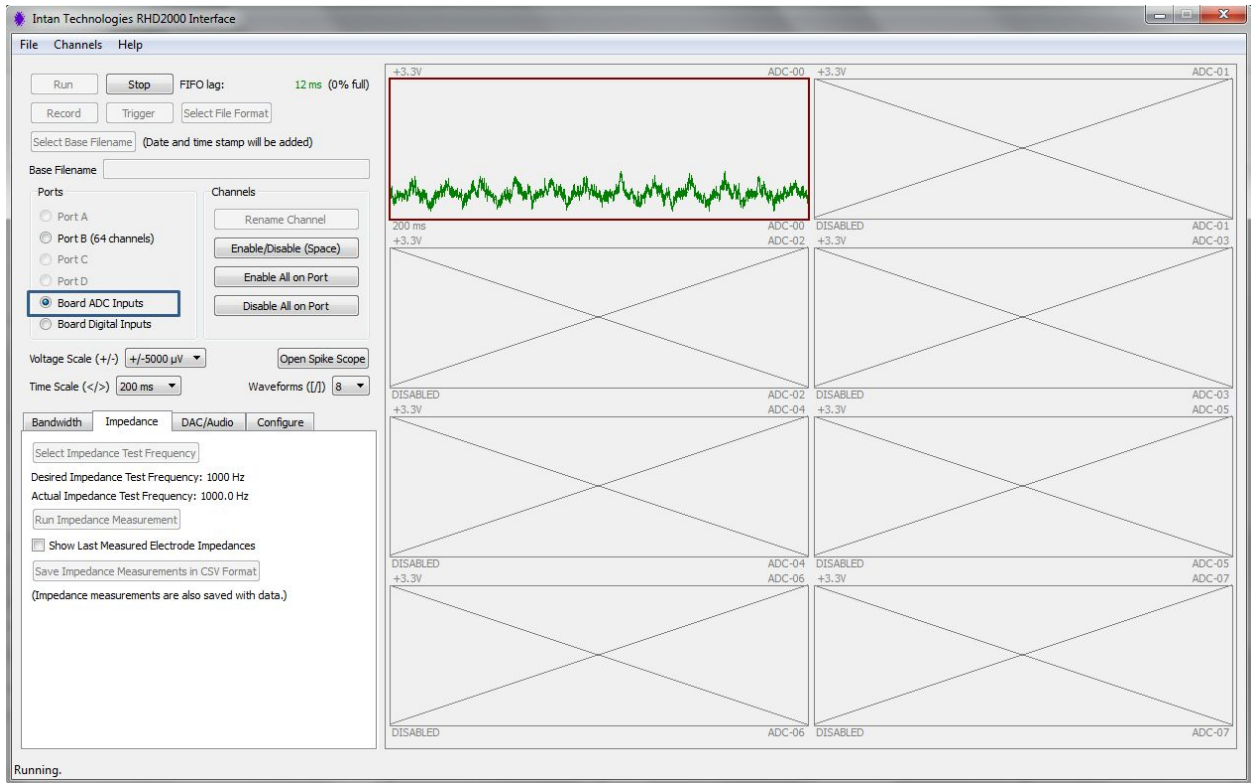 Intan Technologies RHD2000 Interface
File Channels Help
Run Stop FIFO lag: 12 ms (0% full)
Record Trigger Select File Format
Select Base Filename (Date and time stamp will be added)
Base Filename
Ports
Port A
Port B (64 channels)
Port C
Port D
Board ADC Inputs
Board Digital Inputs
Channels
Rename Channel
Enable/Disable (Space)
Enable All on Port
Disable All on Port
Voltage Scale (+/-) +/-5000 µV Open Spike Scope
Time Scale (</>) 200 ms Waveforms ([/]) 8
Bandwidth Impedance DAC/Audio Configure
Select Impedance Test Frequency
Desired Impedance Test Frequency: 1000 Hz
Actual Impedance Test Frequency: 1000.0 Hz
Run Impedance Measurement
Show Last Measured Electrode Impedances
Save Impedance Measurements in CSV Format
(Impedance measurements are also saved with data.)
+3.3V ADC-00 +3.3V ADC-01
200 ms ADC-00 DISABLED ADC-01
+3.3V ADC-02 +3.3V ADC-03
DISABLED ADC-02 DISABLED ADC-03
+3.3V ADC-04 +3.3V ADC-05
DISABLED ADC-04 DISABLED ADC-05
+3.3V ADC-06 +3.3V ADC-07
DISABLED ADC-06 DISABLED ADC-07
Running.